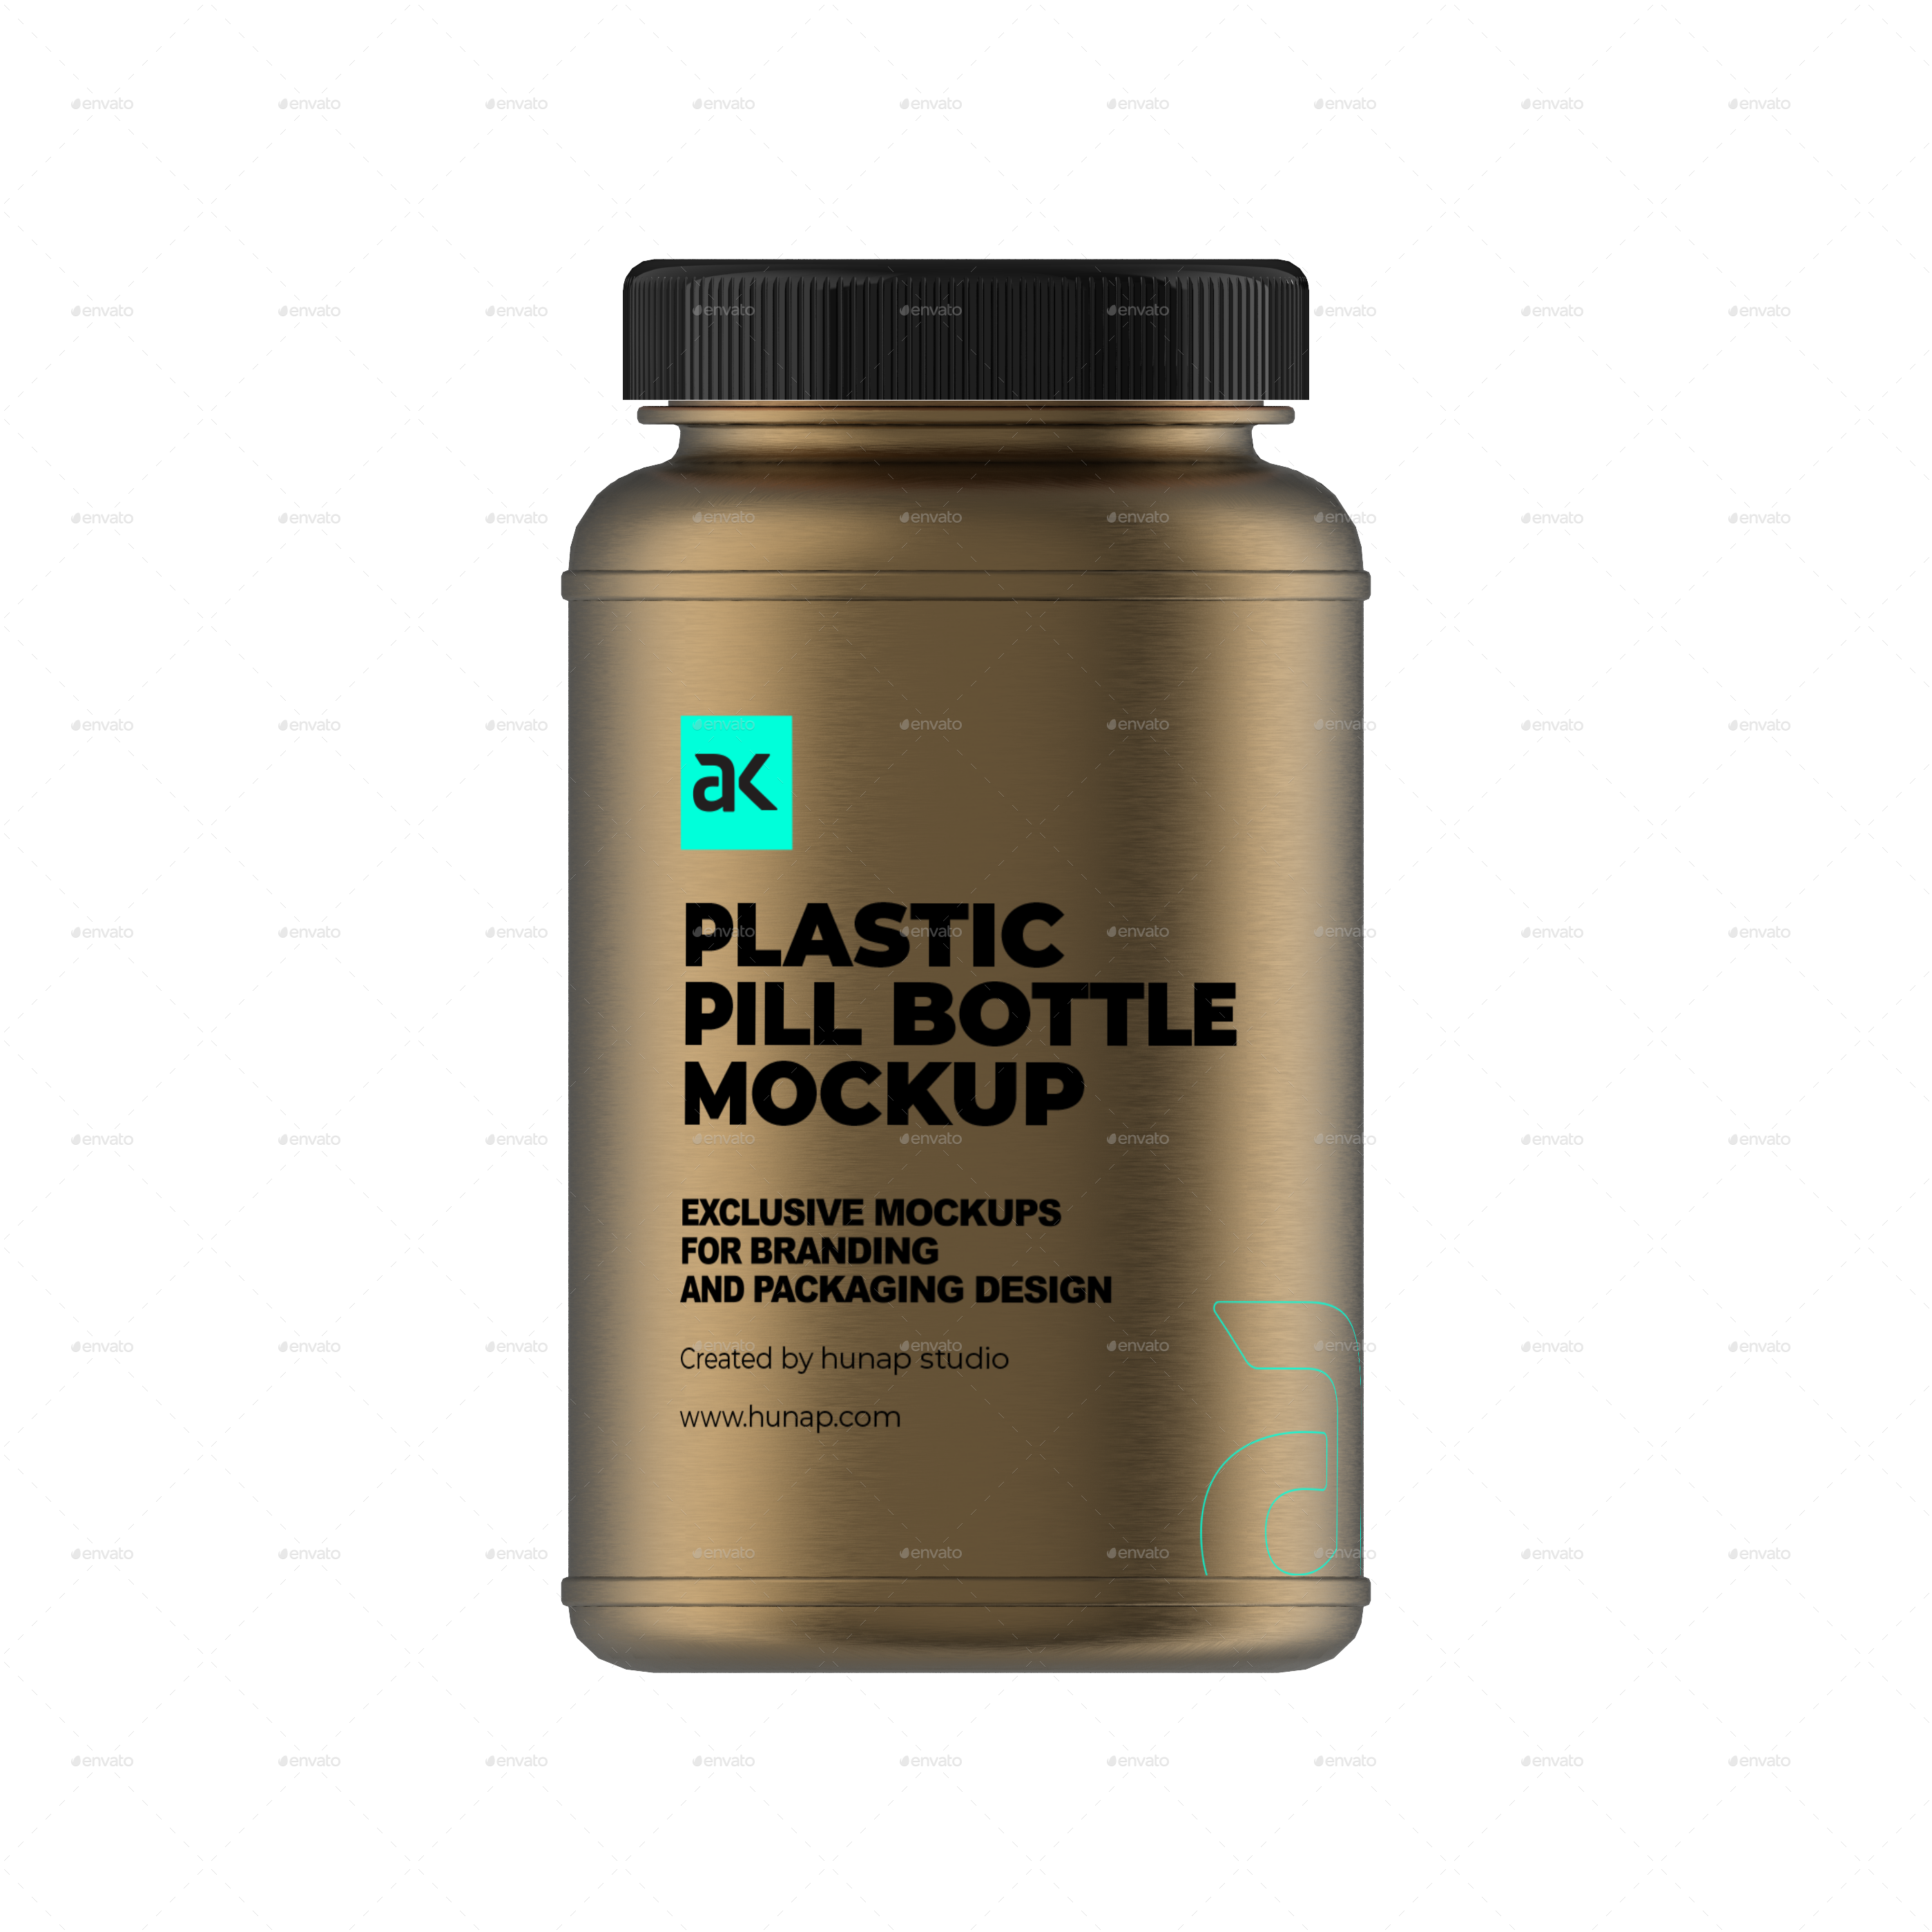 aK
PLASTIC
PILL BOTTLE
MOCKUP
EXCLUSIVE MOCKUPS
FOR BRANDING
AND PACKAGING DESIGN
Created by hunap studio
www.hunap.com
a
envato